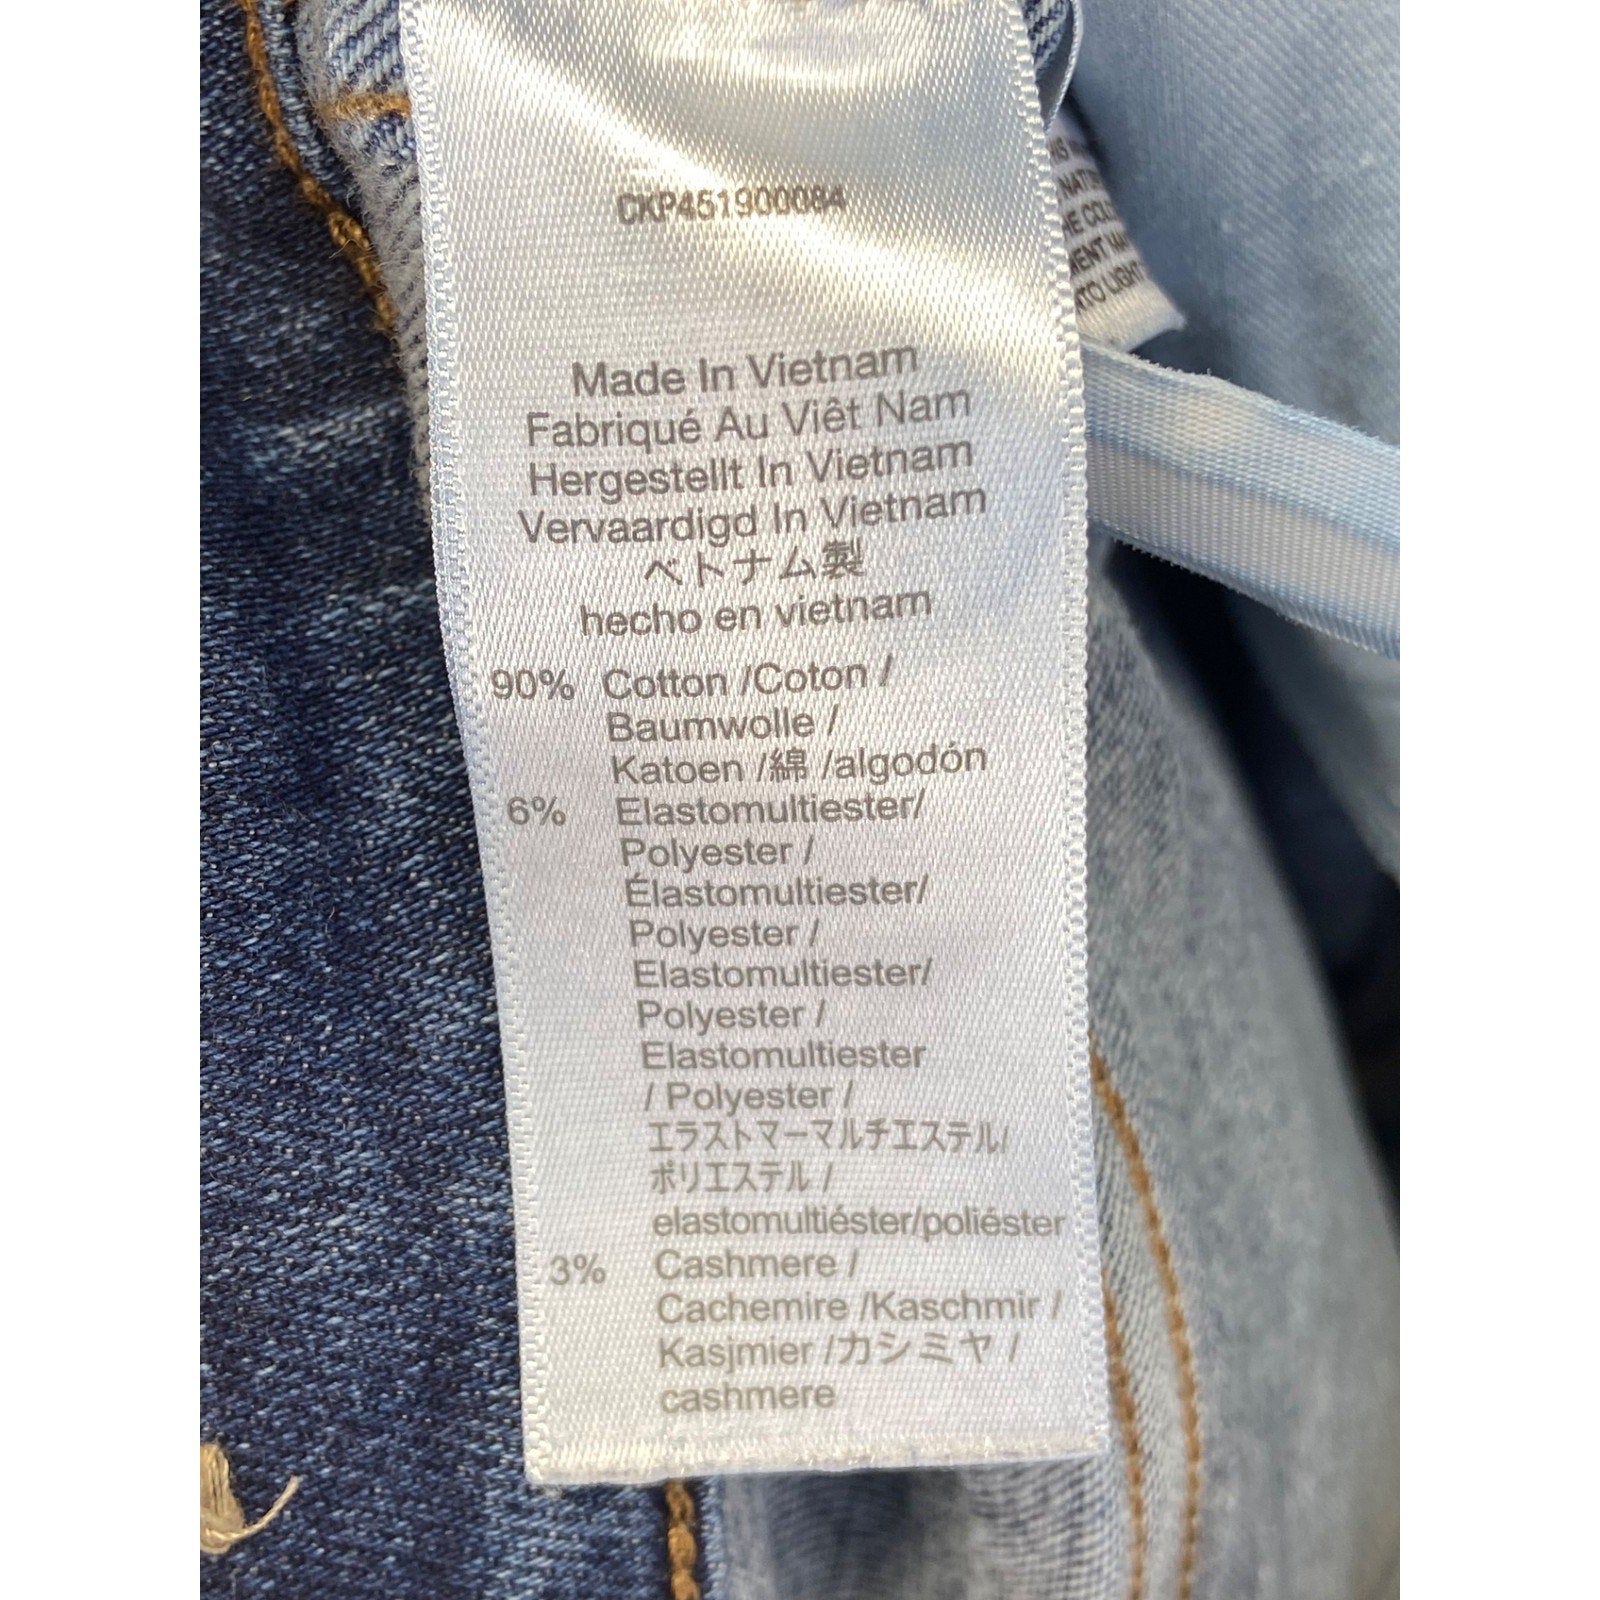 CKP451900084
Made In Vietnam
Fabriqué Au Viêt Nam
Hergestellt In Vietnam
Vervaardigd In Vietnam
ベトナム製
hecho en vietnam
90% Cotton /Coton /
Baumwolle /
Katoen /綿 /algodón
6% Elastomultiester/
Polyester /
Élastomultiester/
Polyester /
Elastomultiester/
Polyester /
Elastomultiester
/ Polyester /
エラストマーマルチエステル/
ポリエステル /
elastomultiéster/poliéster
3% Cashmere /
Cachemire /Kaschmir /
Kasjmier /カシミヤ /
cashmere
LIGHT